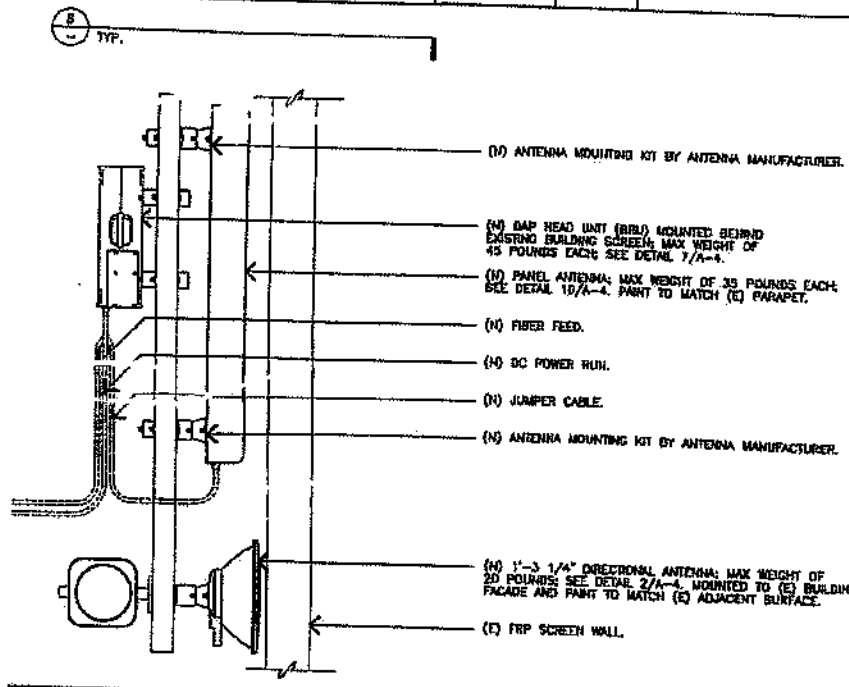 B
TYP.
(N) ANTENNA MOUNTING KIT BY ANTENNA MANUFACTURER.
(N) DAP HEAD UNIT (RRU) MOUNTED BEHIND
EXISTING BUILDING SCREEN; MAX WEIGHT OF
45 POUNDS EACH; SEE DETAIL 7/A-4.
(N) PANEL ANTENNA; MAX WEIGHT OF 35 POUNDS EACH;
SEE DETAIL 10/A-4. PAINT TO MATCH (E) PARAPET.
(N) FIBER FEED.
(N) DC POWER RUN.
(N) JUMPER CABLE.
(N) ANTENNA MOUNTING KIT BY ANTENNA MANUFACTURER.
(N) 1'-3 1/4" DIRECTIONAL ANTENNA; MAX WEIGHT OF
20 POUNDS; SEE DETAIL 2/A-4. MOUNTED TO (E) BUILDIN
FACADE AND PAINT TO MATCH (E) ADJACENT SURFACE.
(E) FRP SCREEN WALL.